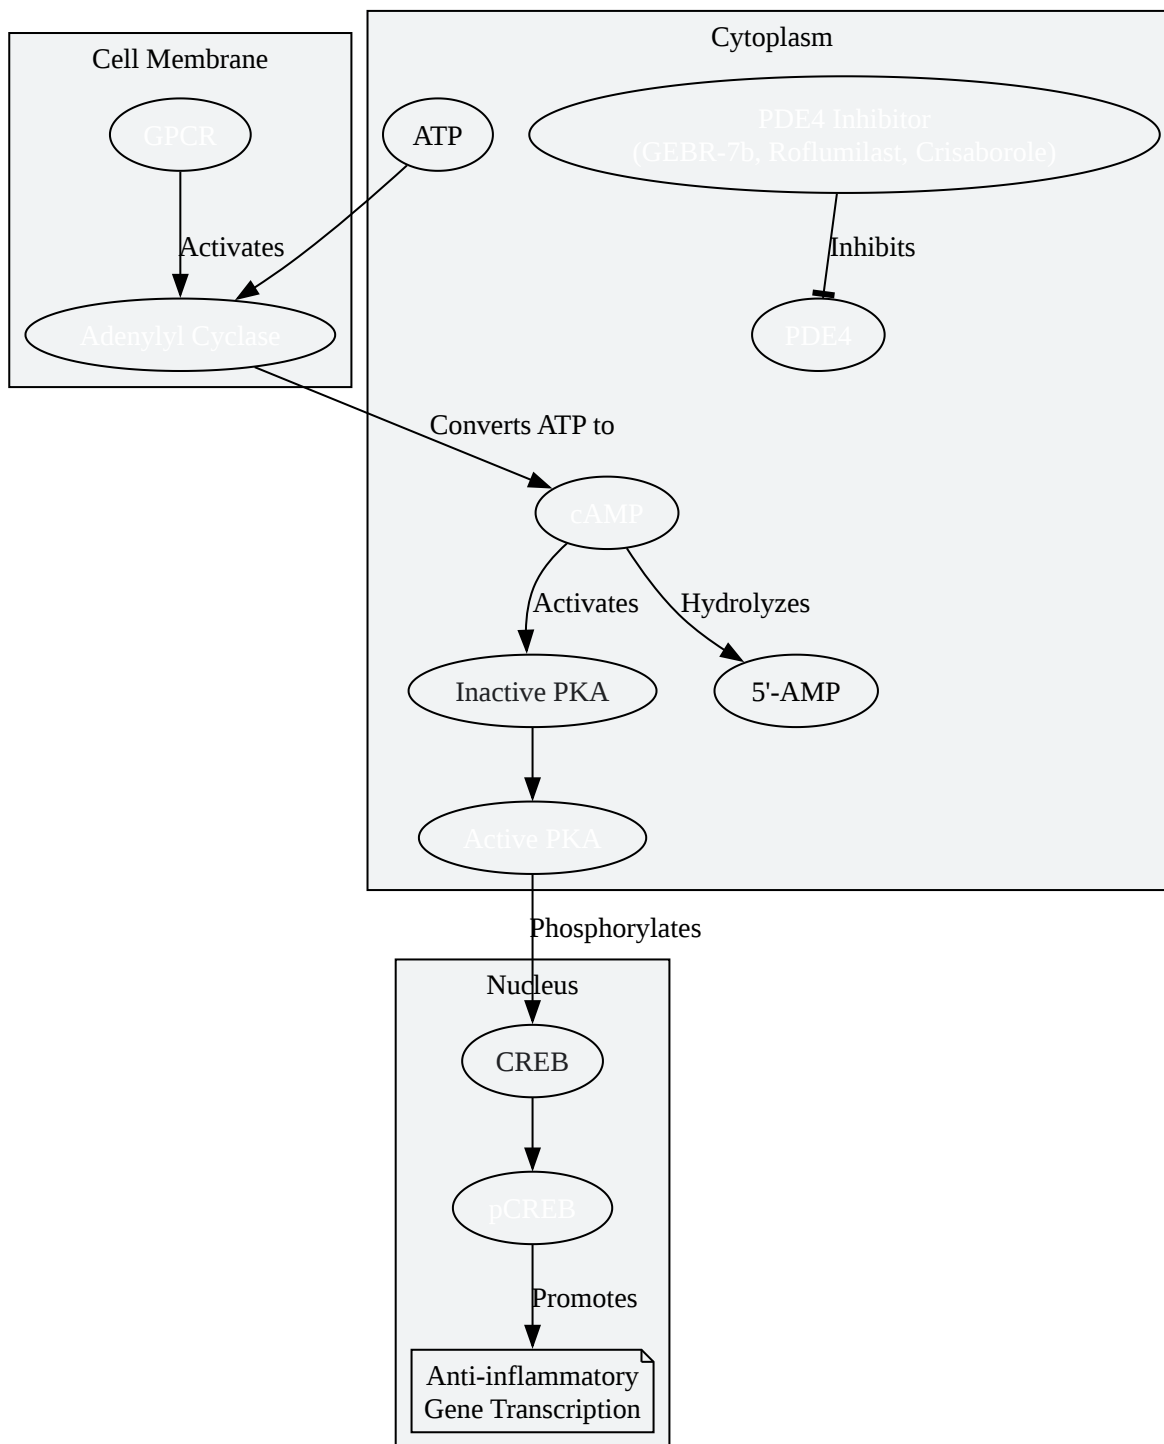 Cytoplasm
Cell Membrane
GPCR
ATP
PDE4 Inhibitor
(GEBR-7b, Roflumilast, Crisaborole)
Activates
Inhibits
Adenylyl Cyclase
PDE4
Converts ATP to
cAMP
Activates
Hydrolyzes
Inactive PKA
5'-AMP
Active PKA
Phosphorylates
Nucleus
CREB
pCREB
Promotes
Anti-inflammatory
Gene Transcription